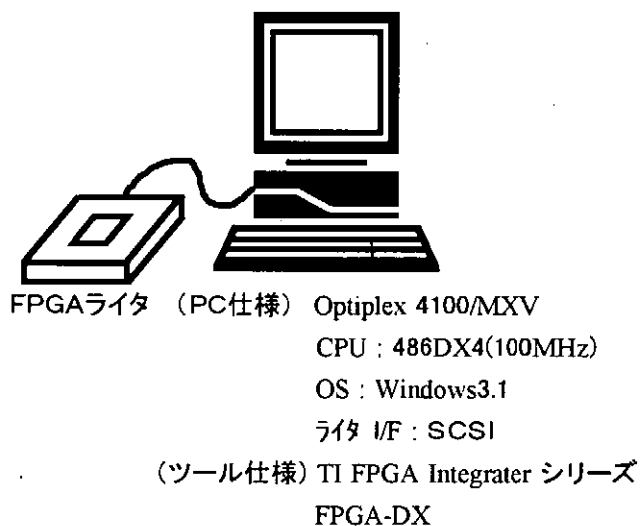 FPGAライタ (PC仕様) Optiplex 4100/MXV
CPU : 486DX4(100MHz)
OS : Windows3.1
ライタ I/F : SCSI
(ツール仕様) TI FPGA Integrater シリーズ
FPGA-DX